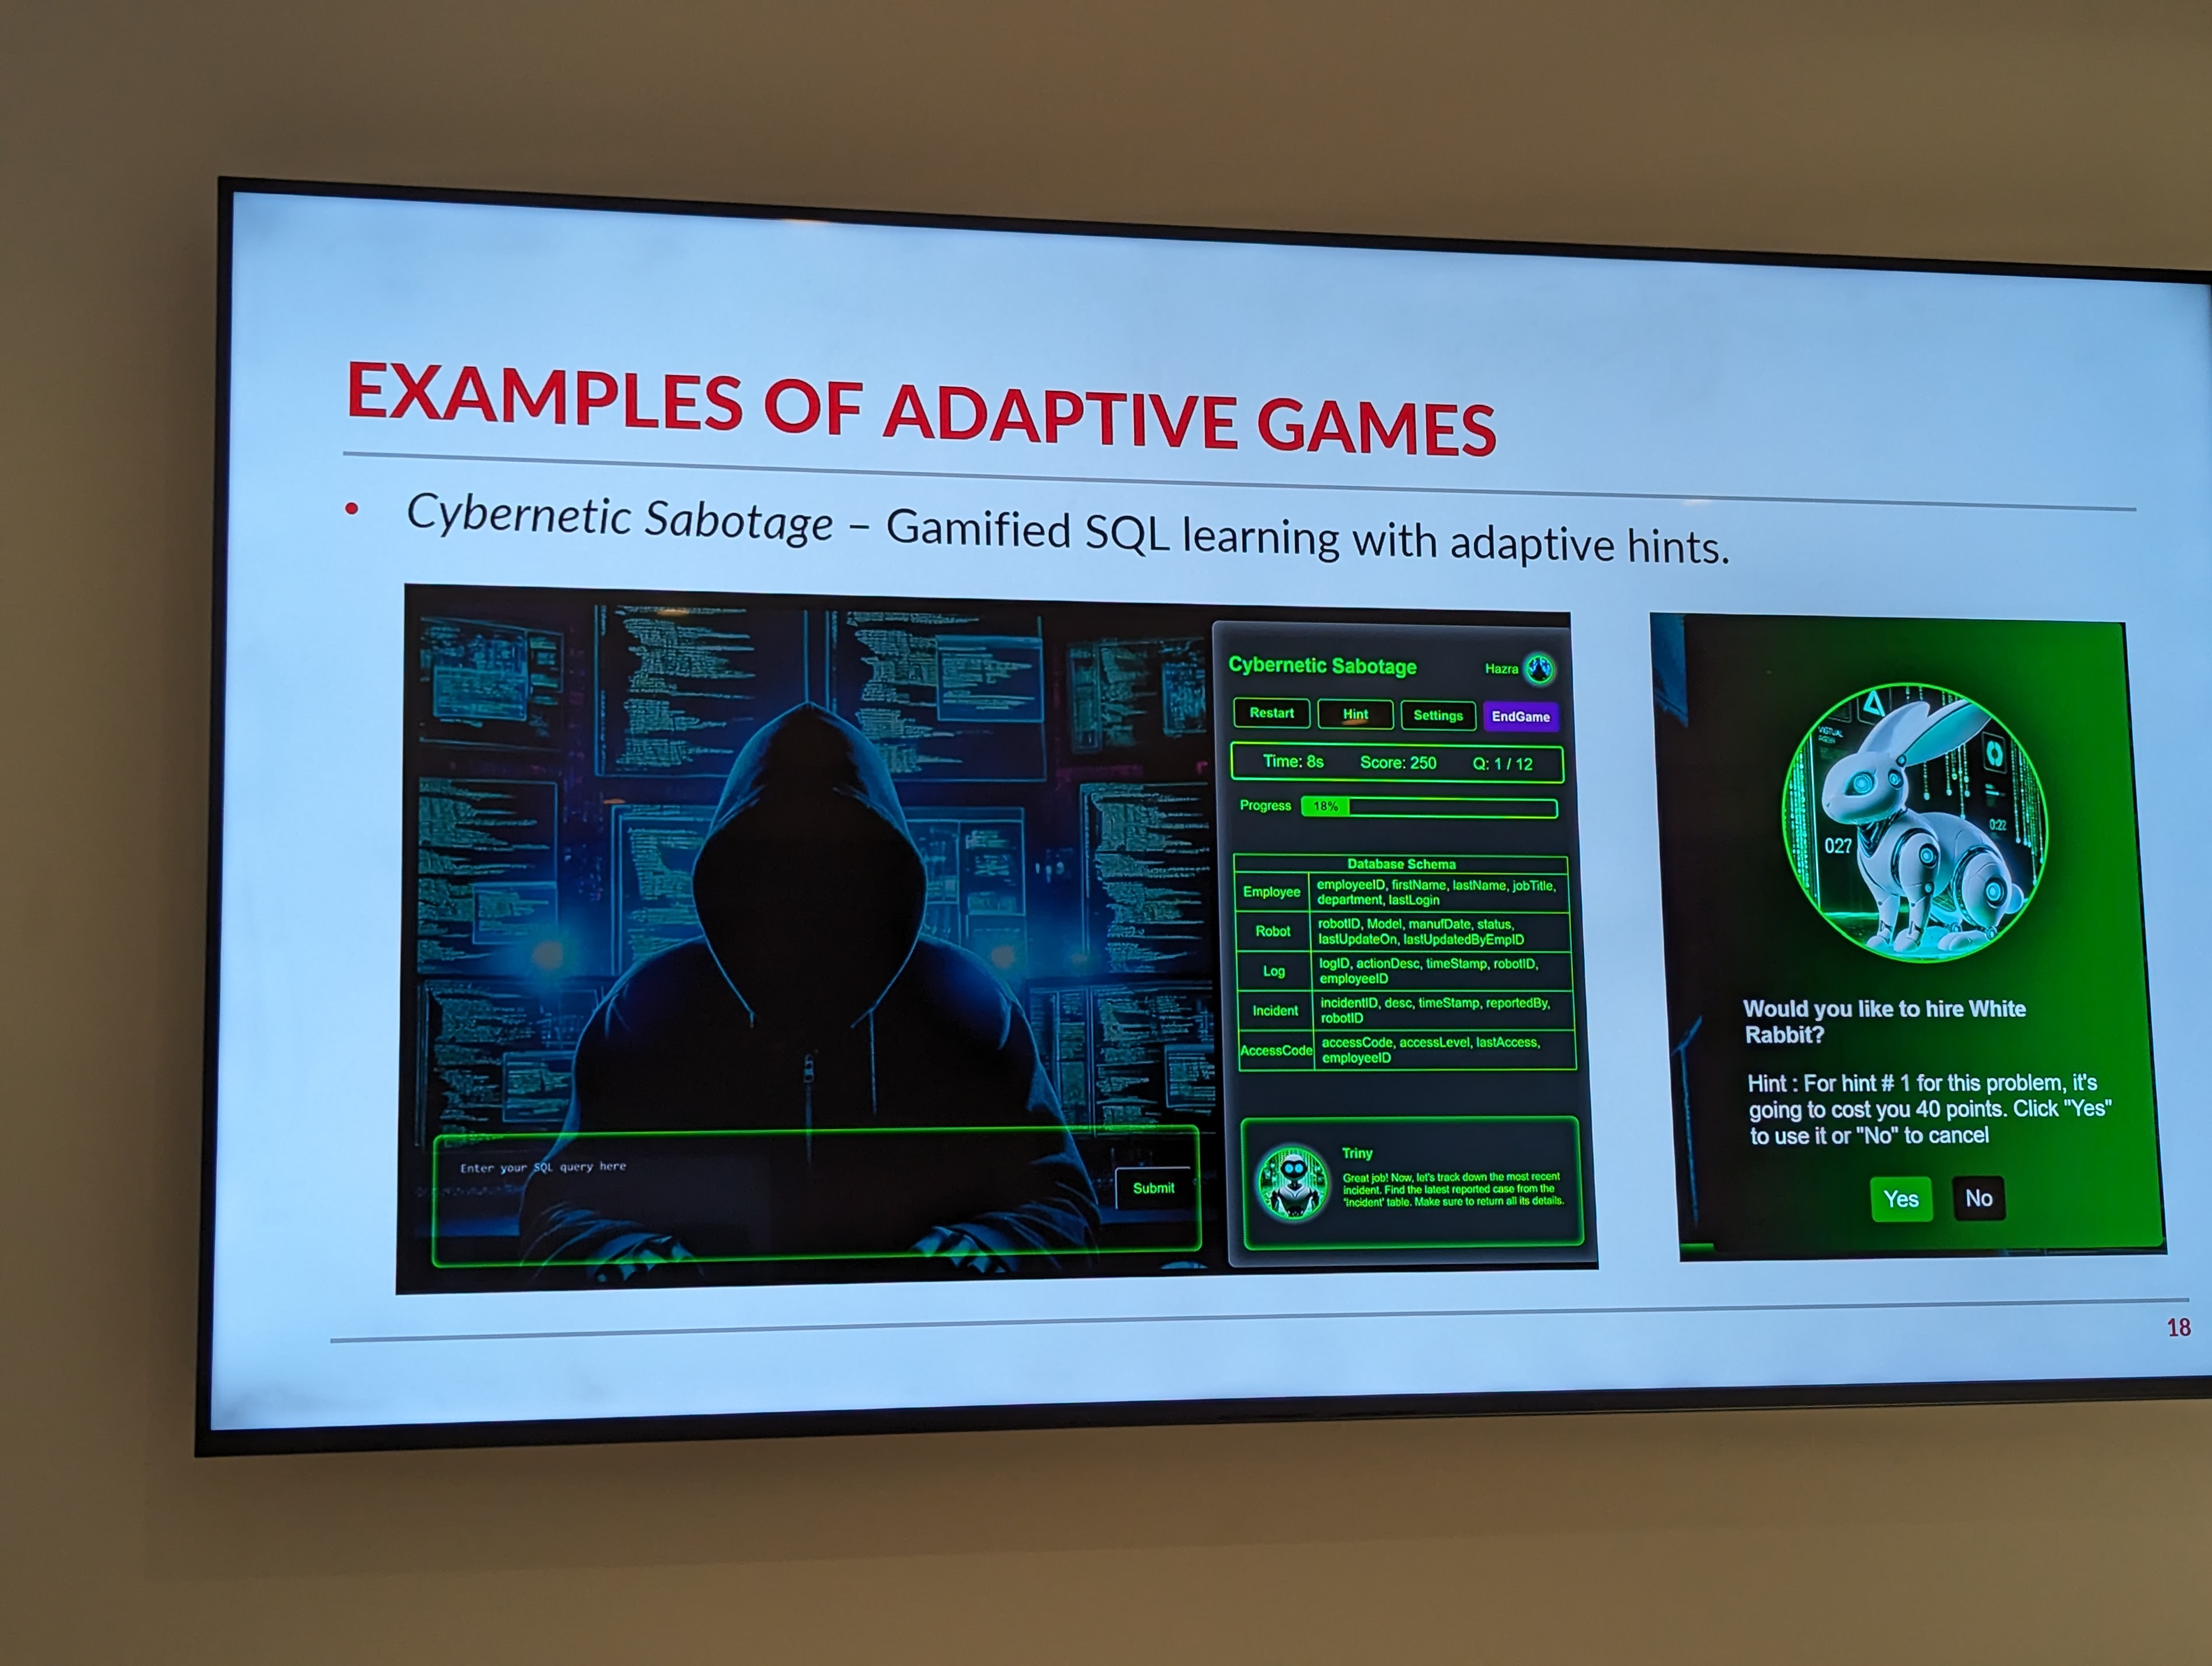 EXAMPLES OF ADAPTIVE GAMES
• Cybernetic Sabotage – Gamified SQL learning with adaptive hints.
Enter your SQL query here
Submit
Cybernetic Sabotage
Hazra
Restart
Hint
Settings
EndGame
Time: 8s Score: 250 Q: 1 / 12
Progress 18%
Database Schema
Employee
employeeID, firstName, lastName, jobTitle,
department, lastLogin
Robot
robotID, Model, manufDate, status,
lastUpdateOn, lastUpdatedByEmpID
Log
logID, actionDesc, timeStamp, robotID,
employeeID
Incident
incidentID, desc, timeStamp, reportedBy,
robotID
AccessCode
accessCode, accessLevel, lastAccess,
employeeID
Triny
Great job! Now, let's track down the most recent
incident. Find the latest reported case from the
'Incident' table. Make sure to return all its details.
027
0:22
Would you like to hire White
Rabbit?
Hint : For hint # 1 for this problem, it's
going to cost you 40 points. Click "Yes"
to use it or "No" to cancel
Yes
No
18